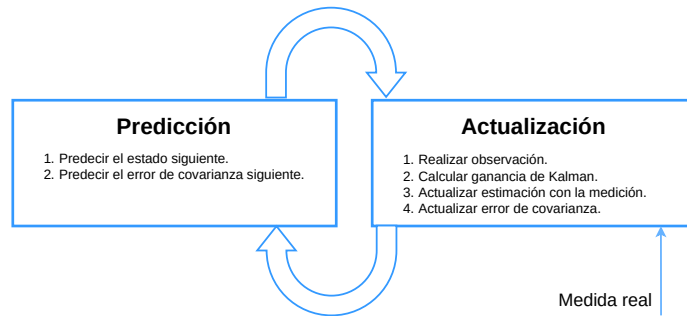 Predicción
1. Predecir el estado siguiente.
2. Predecir el error de covarianza siguiente.
Actualización
1. Realizar observación.
2. Calcular ganancia de Kalman.
3. Actualizar estimación con la medición.
4. Actualizar error de covarianza.
Medida real